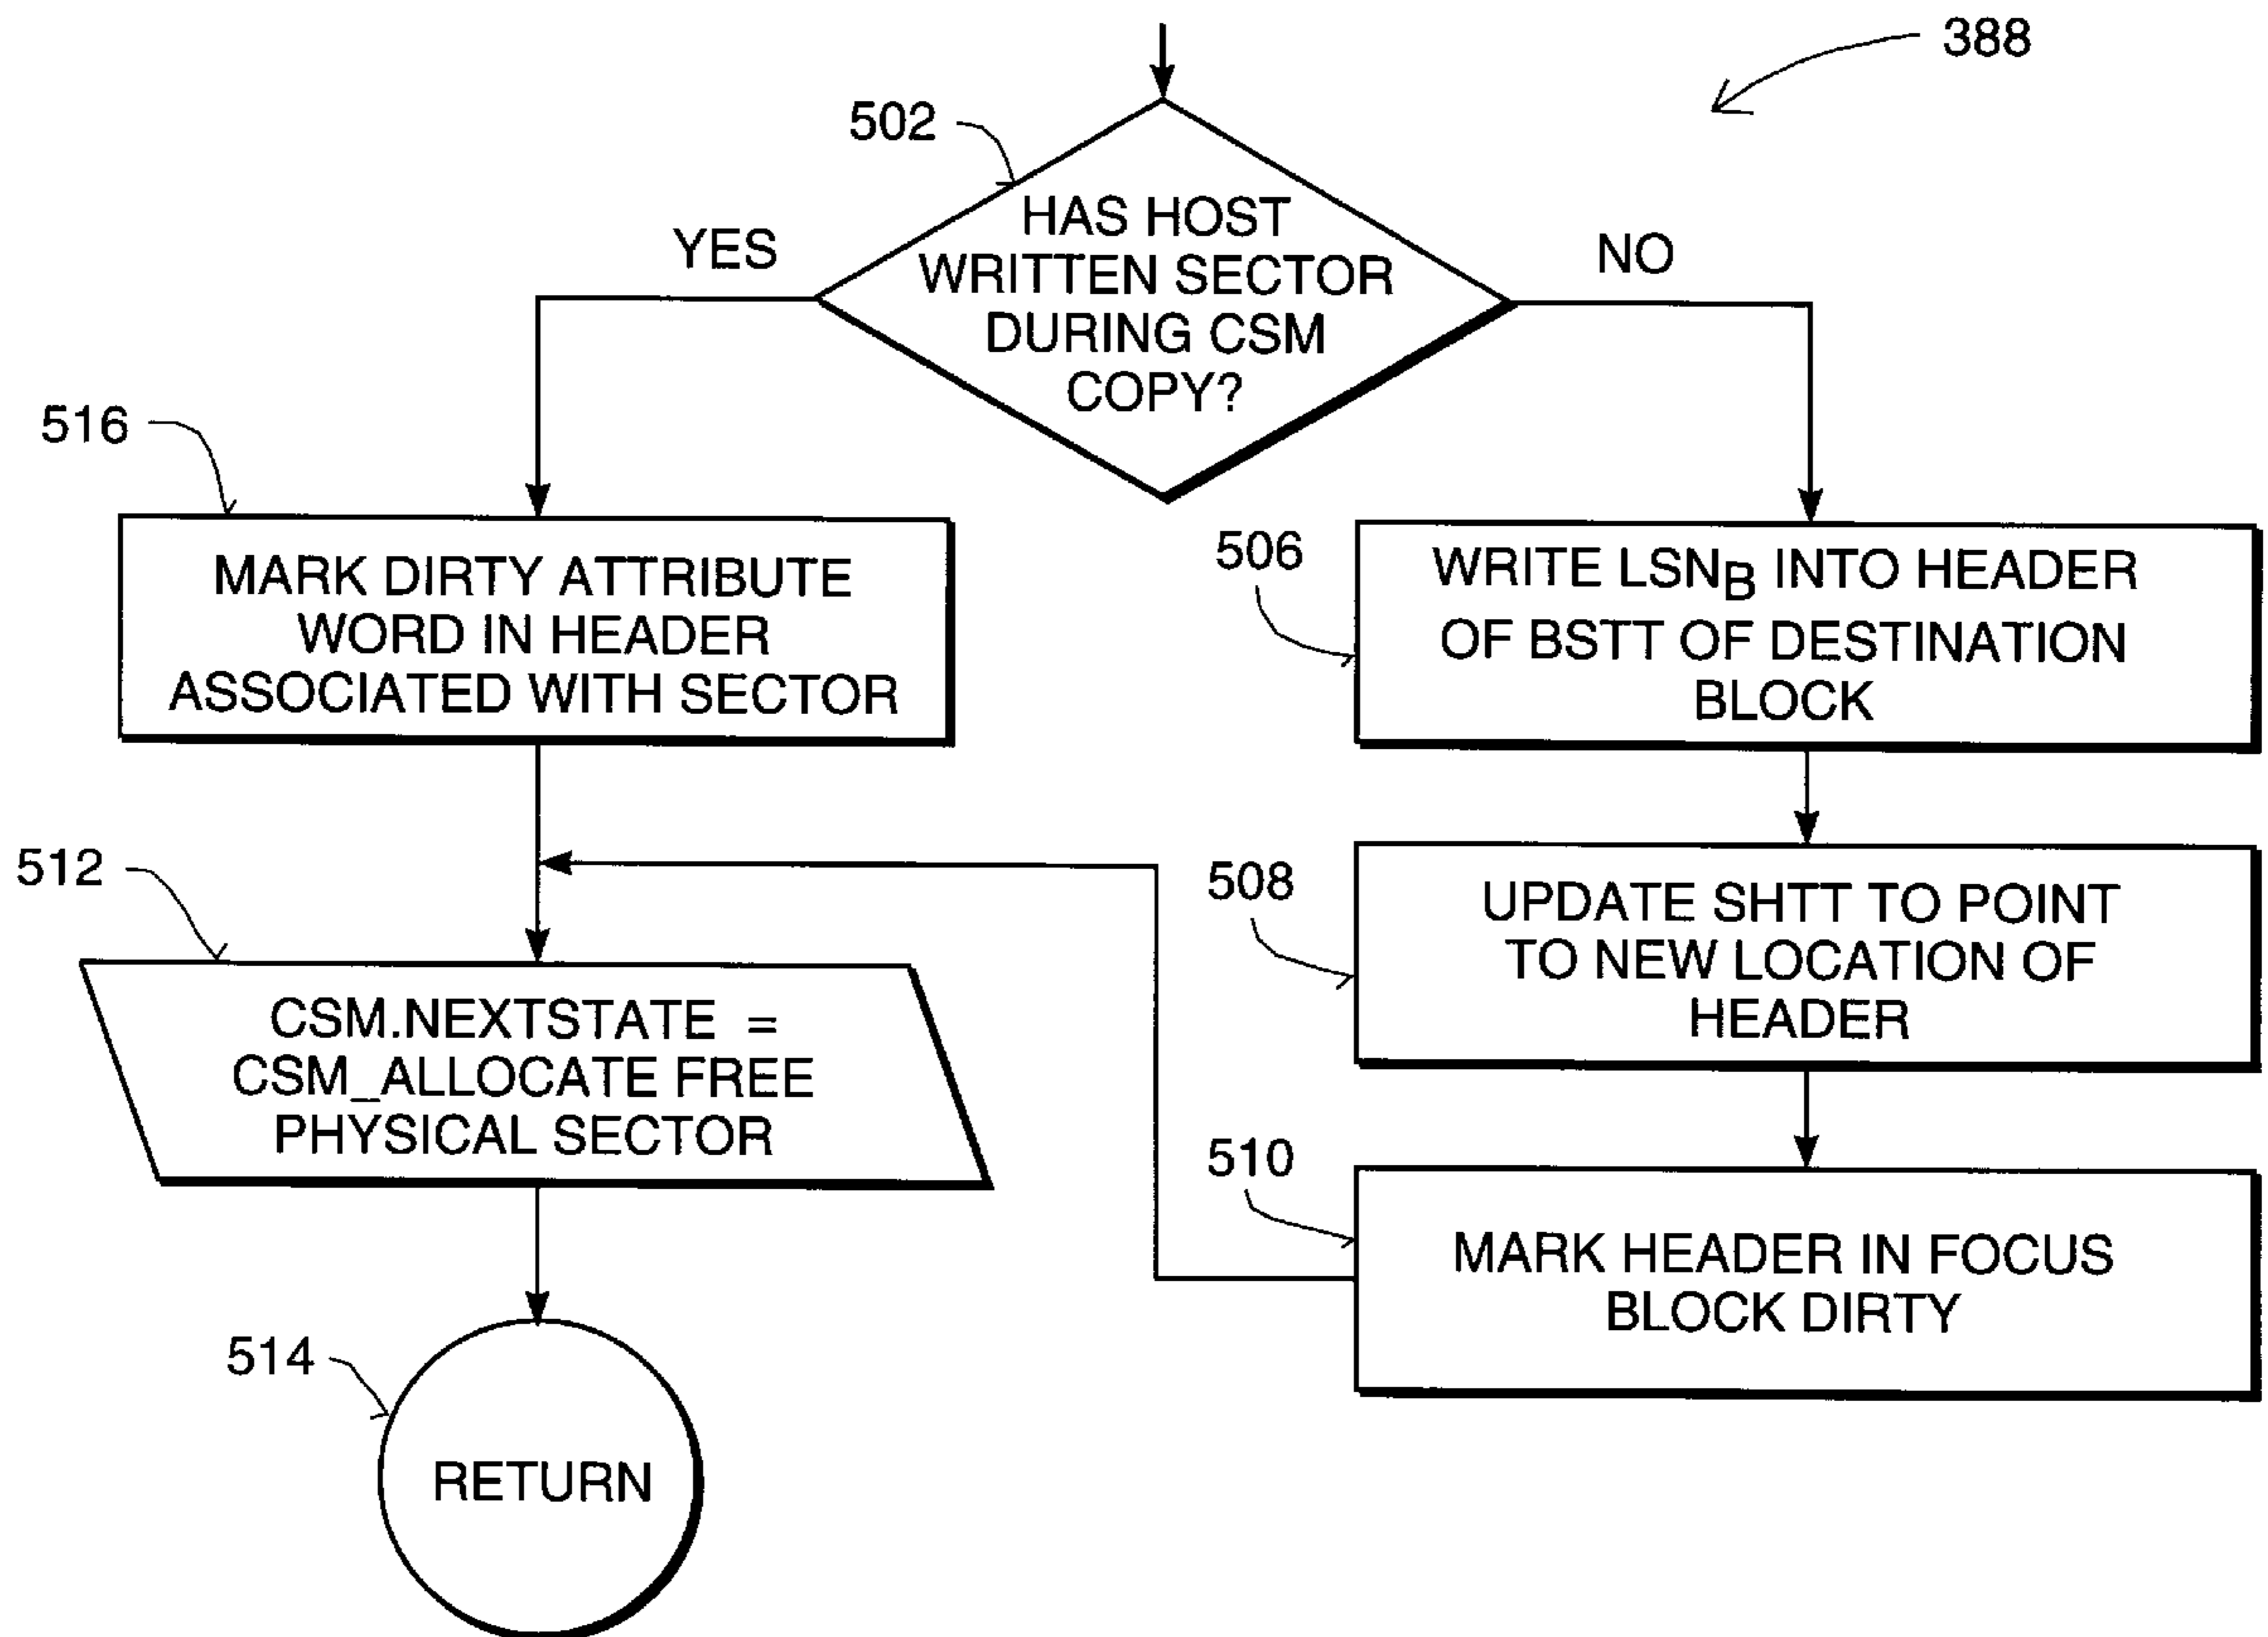 388
502
HAS HOST
WRITTEN SECTOR
DURING CSM
COPY?
YES
NO
516
MARK DIRTY ATTRIBUTE
WORD IN HEADER
ASSOCIATED WITH SECTOR
506
WRITE LSNB INTO HEADER
OF BSTT OF DESTINATION
BLOCK
512
CSM.NEXTSTATE =
CSM_ALLOCATE FREE
PHYSICAL SECTOR
508
UPDATE SHTT TO POINT
TO NEW LOCATION OF
HEADER
510
MARK HEADER IN FOCUS
BLOCK DIRTY
514
RETURN